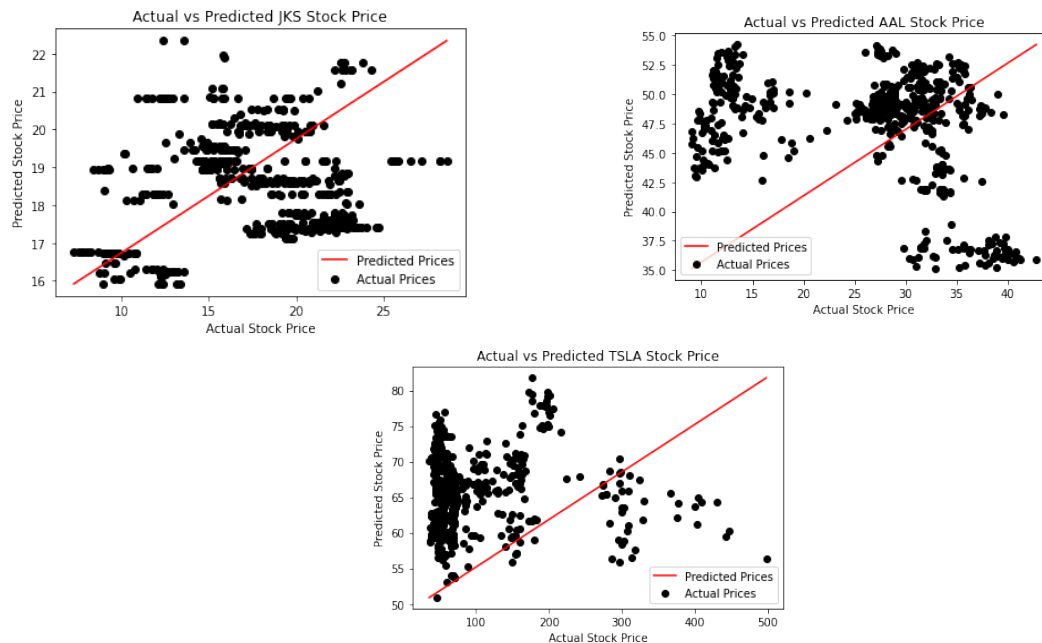 Actual vs Predicted JKS Stock Price
22
21
20
19
18
17
16
Predicted Stock Price
Predicted Prices
Actual Prices
10 15 20 25
Actual Stock Price
Actual vs Predicted AAL Stock Price
55.0
52.5
50.0
47.5
45.0
42.5
40.0
37.5
35.0
Predicted Stock Price
Predicted Prices
Actual Prices
10 15 20 25 30 35 40
Actual Stock Price
Actual vs Predicted TSLA Stock Price
80
75
70
65
60
55
50
Predicted Stock Price
Predicted Prices
Actual Prices
100 200 300 400 500
Actual Stock Price